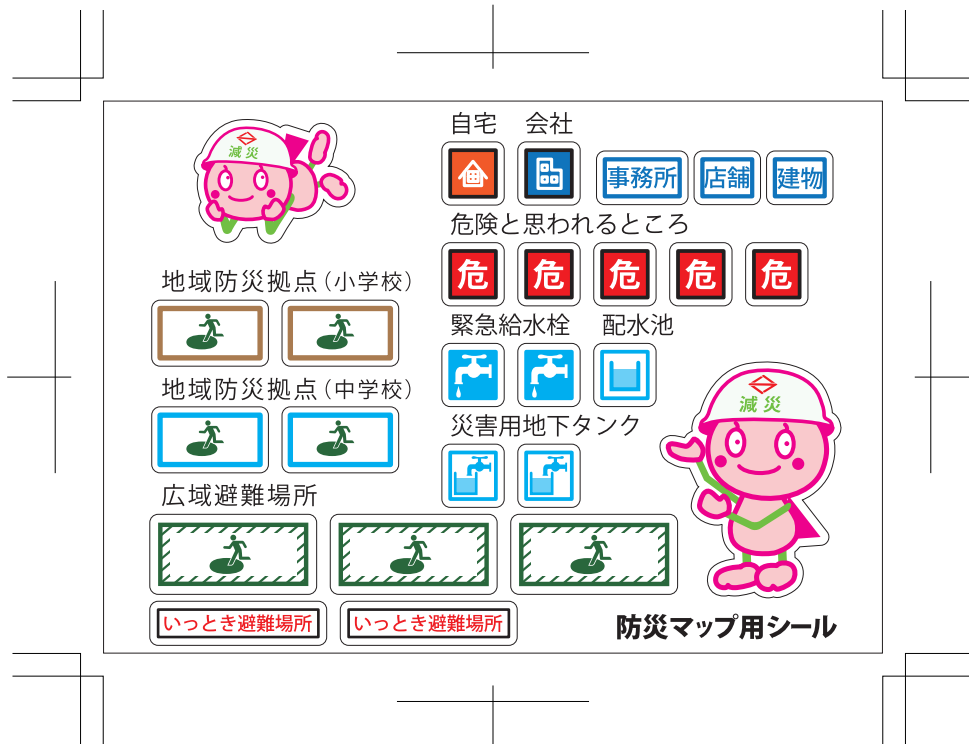 減災
地域防災拠点（小学校）
地域防災拠点（中学校）
広域避難場所
いっとき避難場所 いっとき避難場所
自宅 会社
事務所 店舗 建物
危険と思われるところ
危 危 危 危 危
緊急給水栓 配水池
災害用地下タンク
減災
防災マップ用シール